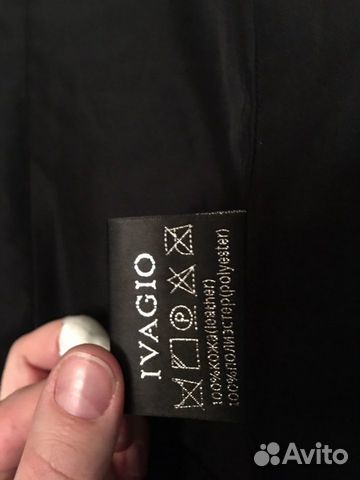 IVAGIO
P
100%кожа(leather)
100%полиэстер(polyester)
Avito